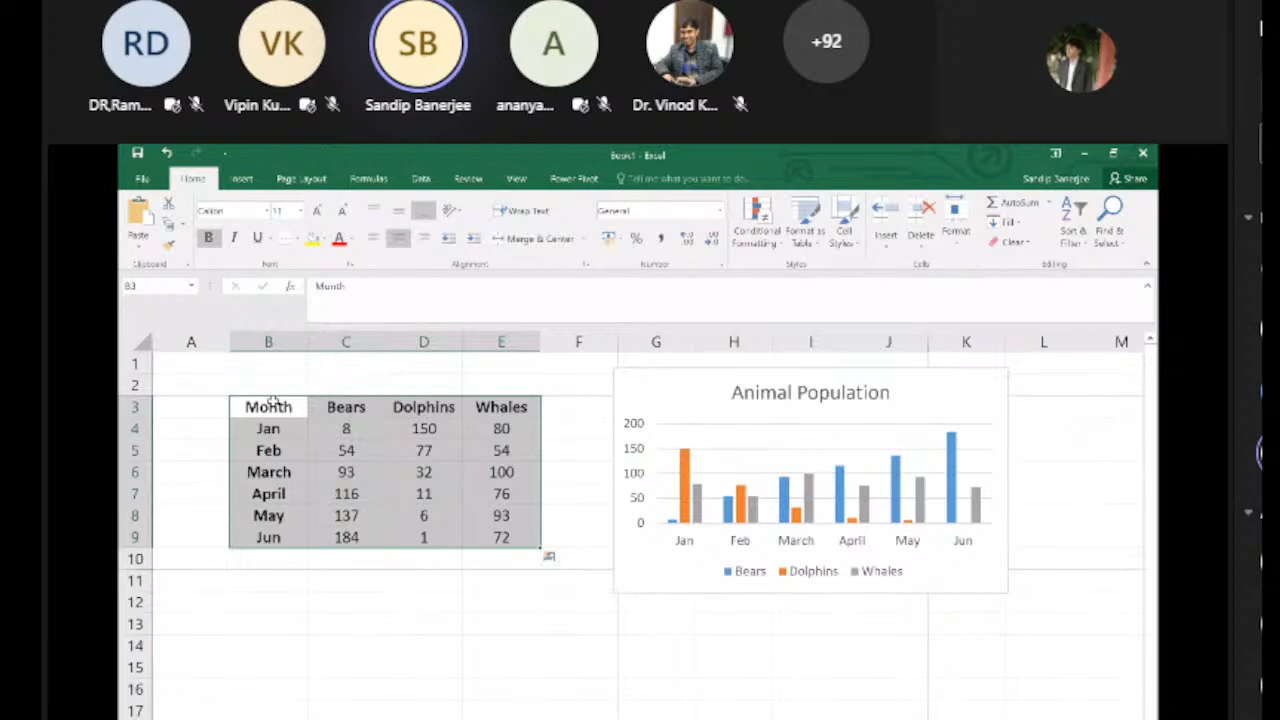 RD VK SB A +92
DR,Ram... Vipin Ku... Sandip Banerjee ananya... Dr. Vinod K...
Book1 - Excel
File Home Insert Page Layout Formulas Data Review View Power Pivot Tell me what you want to do... Sandip Banerjee Share
Calibri 11 Wrap Text General AutoSum
Paste B I U Merge & Center % Conditional Formatting Format as Table Cell Styles Insert Delete Format Fill Clear Sort & Filter Find & Select
Clipboard Font Alignment Number Styles Cells Editing
B3 fx Month
A B C D E F G H I J K L M
1
2
3 Month Bears Dolphins Whales
4 Jan 8 150 80
5 Feb 54 77 54
6 March 93 32 100
7 April 116 11 76
8 May 137 6 93
9 Jun 184 1 72
10
11
12
13
14
15
16
17
Animal Population
200
150
100
50
0
Jan Feb March April May Jun
Bears Dolphins Whales